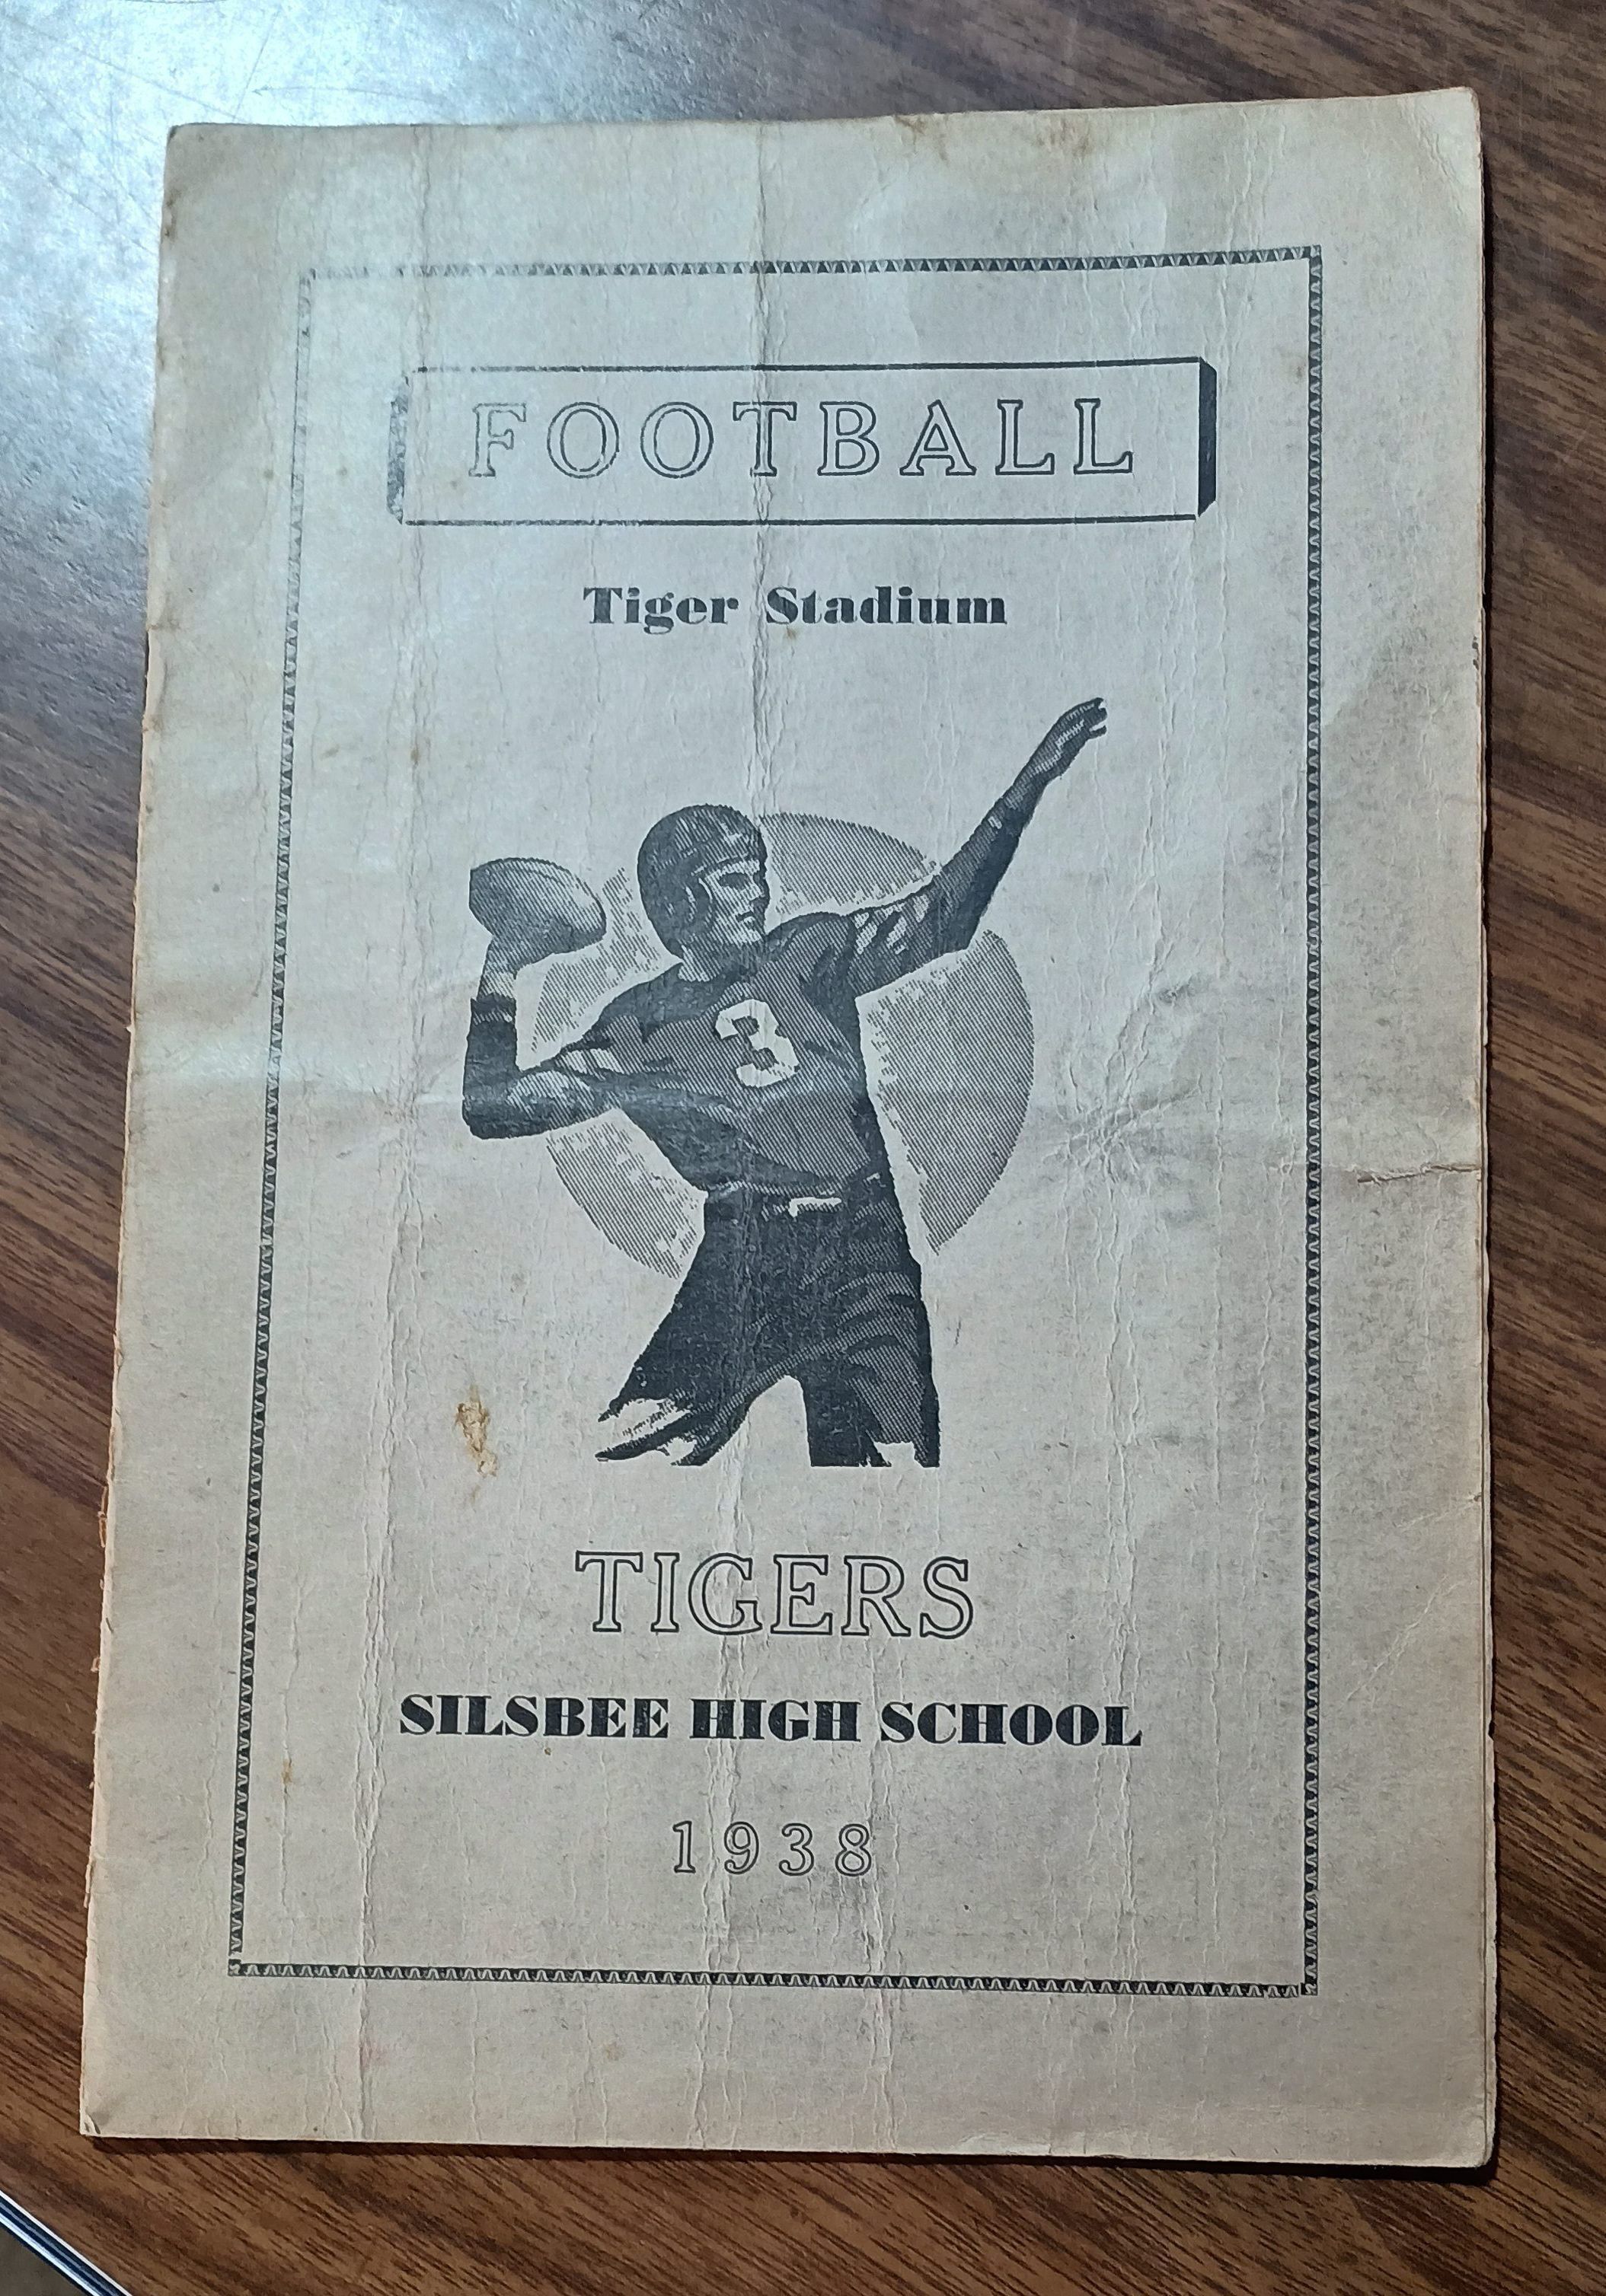 FOOTBALL
Tiger Stadium
3
TIGERS
SILSBEE HIGH SCHOOL
1938